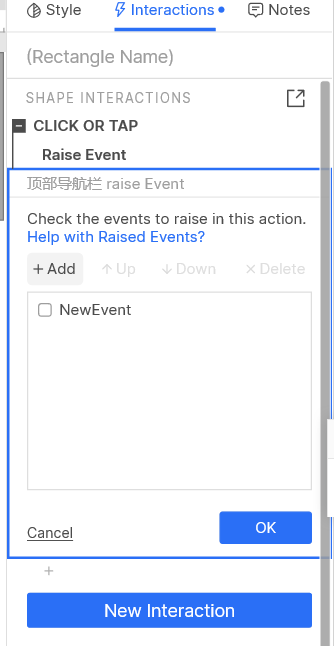 Style Interactions Notes
(Rectangle Name)
SHAPE INTERACTIONS
CLICK OR TAP
Raise Event
顶部导航栏 raise Event
Check the events to raise in this action.
Help with Raised Events?
+ Add ↑ Up ↓ Down × Delete
NewEvent
Cancel OK
+
New Interaction